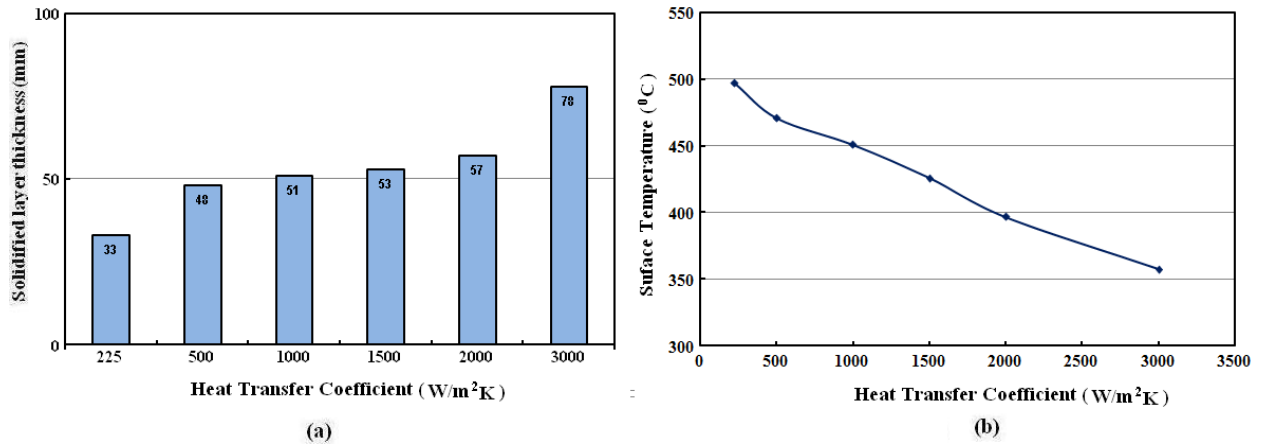 Solidified layer thickness (mm)
100
50
0
33
48
51
53
57
78
225 500 1000 1500 2000 3000
Heat Transfer Coefficient (W/m²K)
(a)
Suface Temperature (⁰C)
550
500
450
400
350
300
0 500 1000 1500 2000 2500 3000 3500
Heat Transfer Coefficient (W/m²K)
(b)